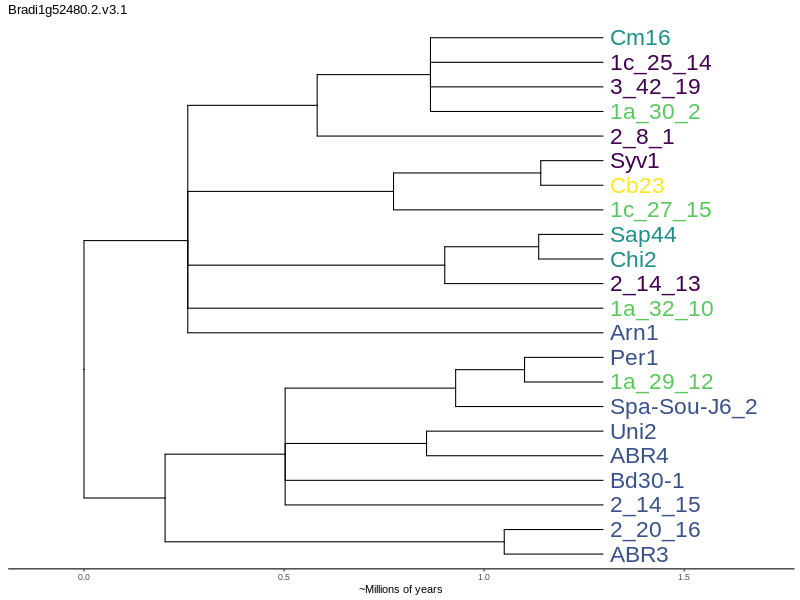 Bradi1g52480.2.v3.1
Cm16
1c_25_14
3_42_19
1a_30_2
2_8_1
Syv1
Cb23
1c_27_15
Sap44
Chi2
2_14_13
1a_32_10
Arn1
Per1
1a_29_12
Spa-Sou-J6_2
Uni2
ABR4
Bd30-1
2_14_15
2_20_16
ABR3
0.0 0.5 1.0 1.5
~Millions of years